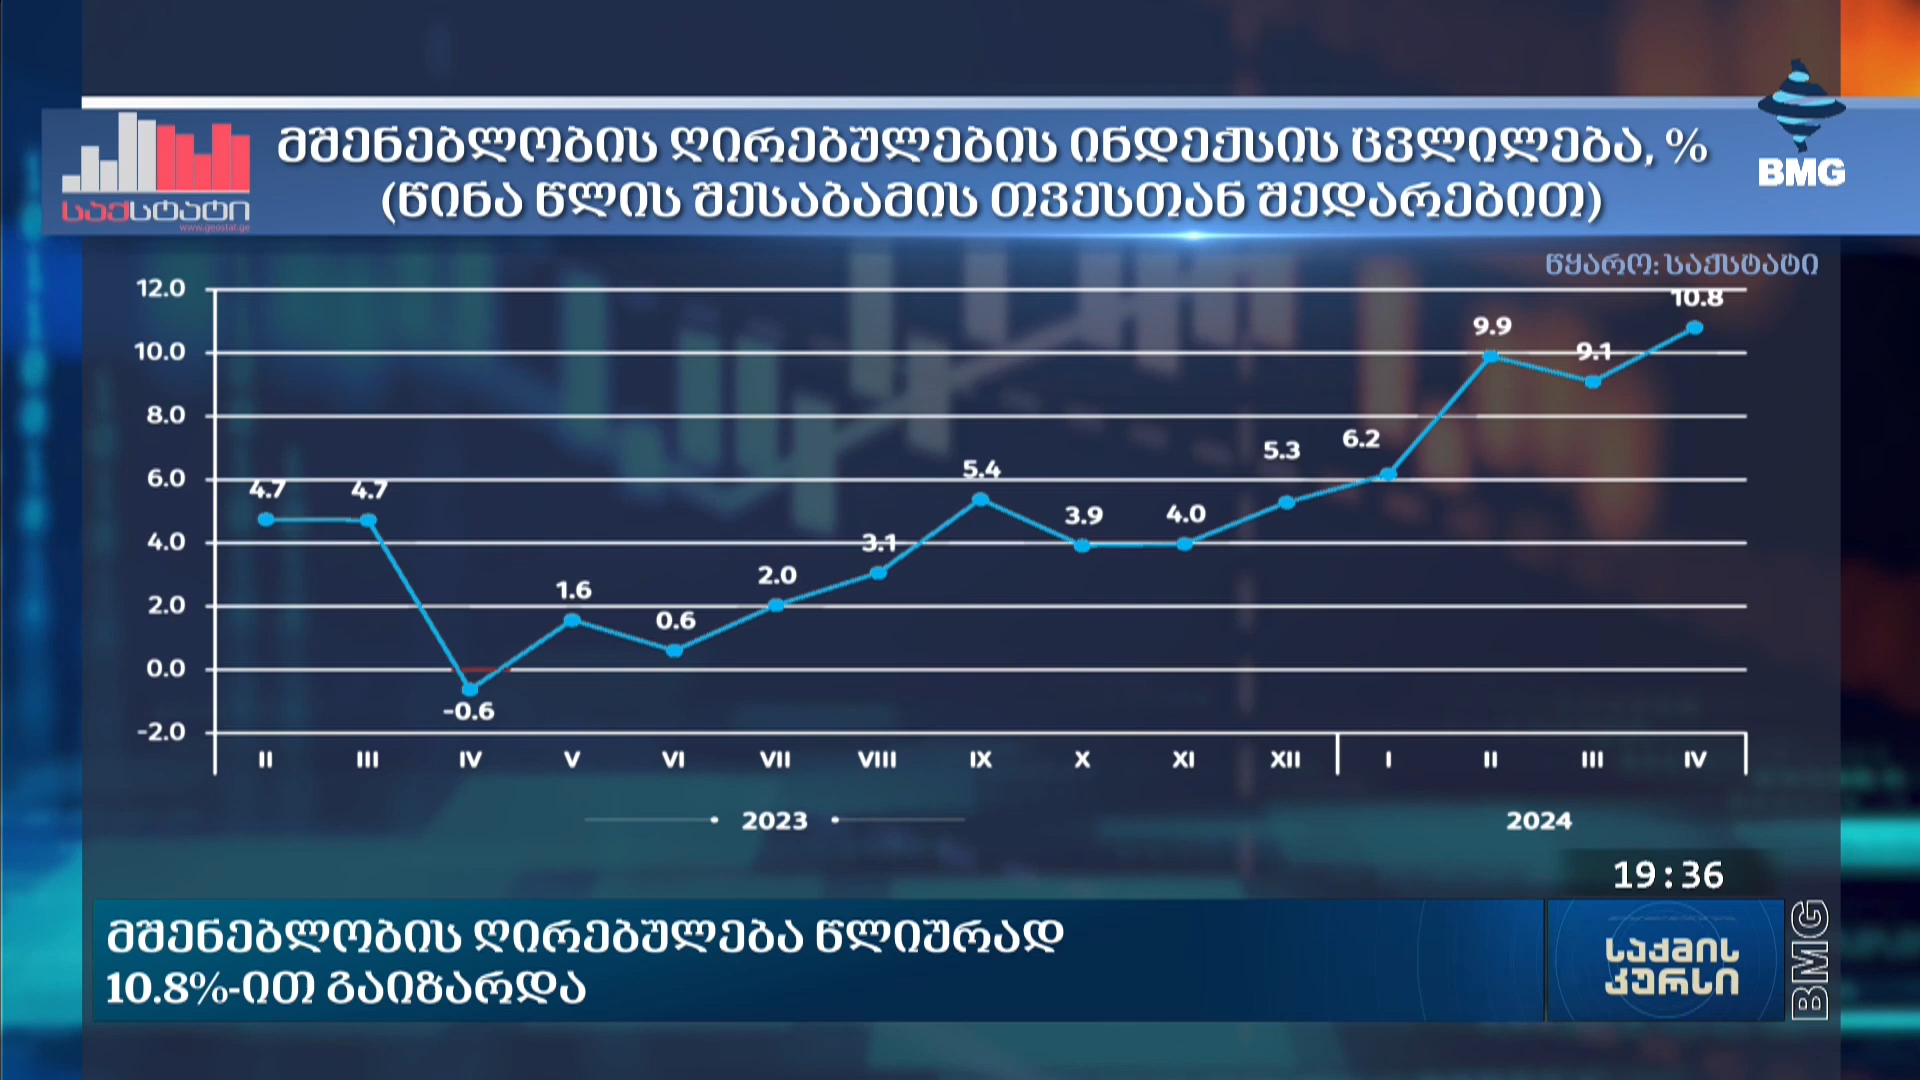 მშენებლობის ღირებულების ინდექსის ცვლილება, %
(წინა წლის შესაბამის თვესთან შედარებით)
საქსტატი
www.geostat.ge
BMG
წყარო: საქსტატი
12.0
10.0
8.0
6.0
4.0
2.0
0.0
-2.0
4.7
4.7
-0.6
1.6
0.6
2.0
3.1
5.4
3.9
4.0
5.3
6.2
9.9
9.1
10.8
II III IV V VI VII VIII IX X XI XII I II III IV
2023 2024
19:36
მშენებლობის ღირებულება წლიურად
10.8%-ით გაიზარდა
საქმის
კურსი
BMG